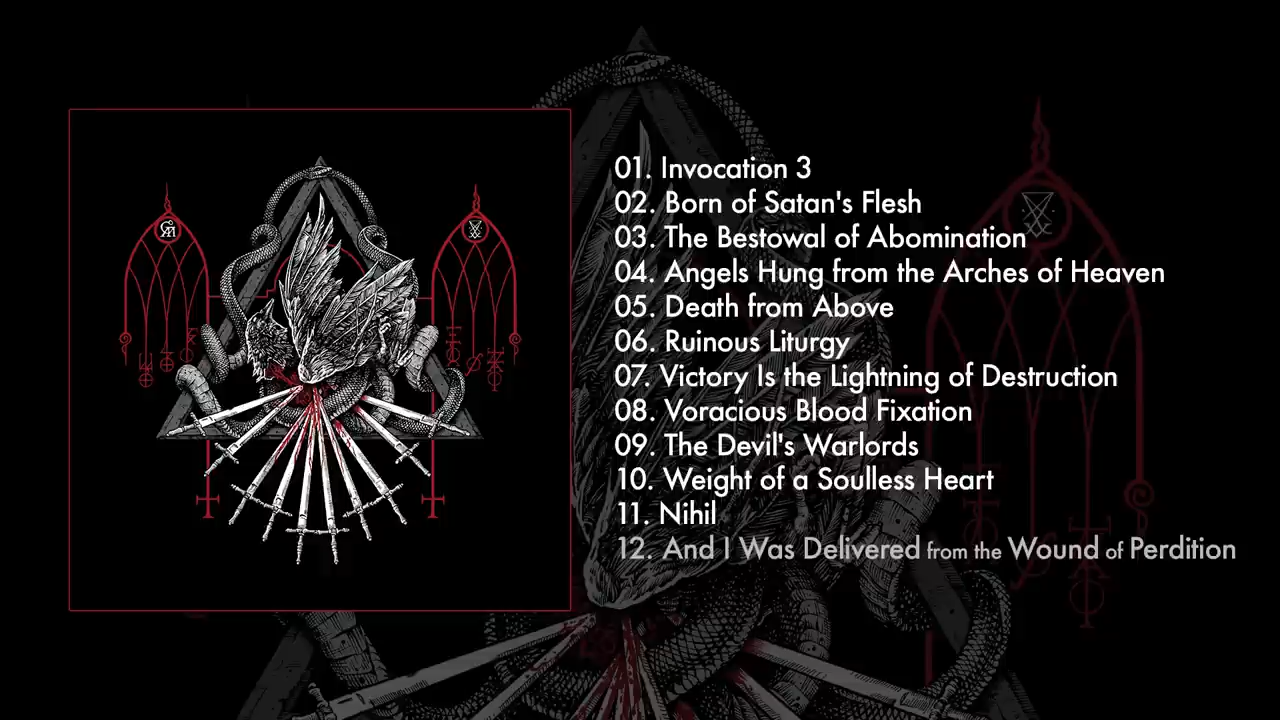 01. Invocation 3
02. Born of Satan's Flesh
03. The Bestowal of Abomination
04. Angels Hung from the Arches of Heaven
05. Death from Above
06. Ruinous Liturgy
07. Victory Is the Lightning of Destruction
08. Voracious Blood Fixation
09. The Devil's Warlords
10. Weight of a Soulless Heart
11. Nihil
12. And I Was Delivered from the Wound of Perdition